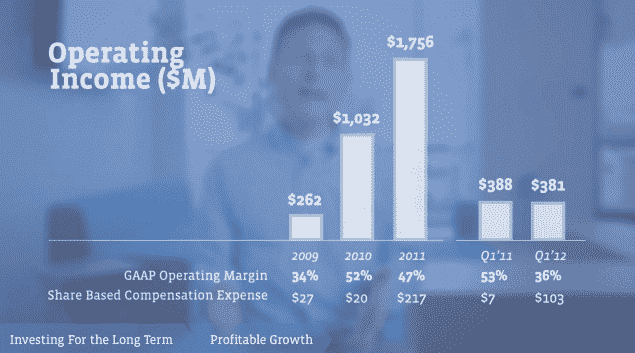 Operating
Income ($M)
$1,756
$1,032
$262
$388 $381
2009 2010 2011 Q1'11 Q1'12
GAAP Operating Margin 34% 52% 47% 53% 36%
Share Based Compensation Expense $27 $20 $217 $7 $103
Investing For the Long Term Profitable Growth